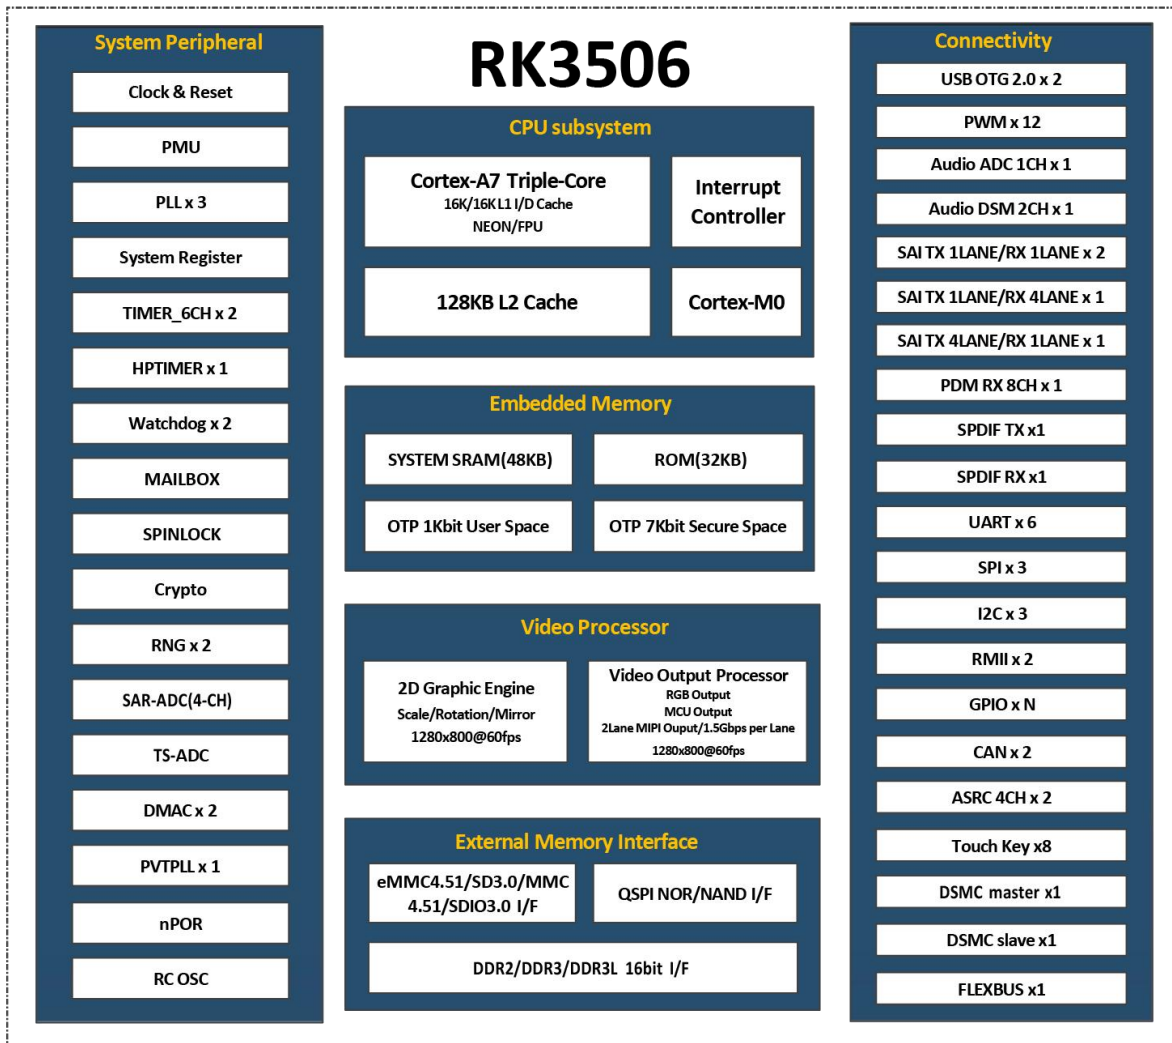 RK3506
System Peripheral
Clock & Reset
PMU
PLL x 3
System Register
TIMER_6CH x 2
HPTIMER x 1
Watchdog x 2
MAILBOX
SPINLOCK
Crypto
RNG x 2
SAR-ADC(4-CH)
TS-ADC
DMAC x 2
PVTPLL x 1
nPOR
RC OSC
CPU subsystem
Cortex-A7 Triple-Core
16K/16K L1 I/D Cache
NEON/FPU
Interrupt
Controller
128KB L2 Cache
Cortex-M0
Embedded Memory
SYSTEM SRAM(48KB)
ROM(32KB)
OTP 1Kbit User Space
OTP 7Kbit Secure Space
Video Processor
2D Graphic Engine
Scale/Rotation/Mirror
1280x800@60fps
Video Output Processor
RGB Output
MCU Output
2Lane MIPI Ouput/1.5Gbps per Lane
1280x800@60fps
External Memory Interface
eMMC4.51/SD3.0/MMC
4.51/SDIO3.0 I/F
QSPI NOR/NAND I/F
DDR2/DDR3/DDR3L 16bit I/F
Connectivity
USB OTG 2.0 x 2
PWM x 12
Audio ADC 1CH x 1
Audio DSM 2CH x 1
SAI TX 1LANE/RX 1LANE x 2
SAI TX 1LANE/RX 4LANE x 1
SAI TX 4LANE/RX 1LANE x 1
PDM RX 8CH x 1
SPDIF TX x1
SPDIF RX x1
UART x 6
SPI x 3
I2C x 3
RMII x 2
GPIO x N
CAN x 2
ASRC 4CH x 2
Touch Key x8
DSMC master x1
DSMC slave x1
FLEXBUS x1